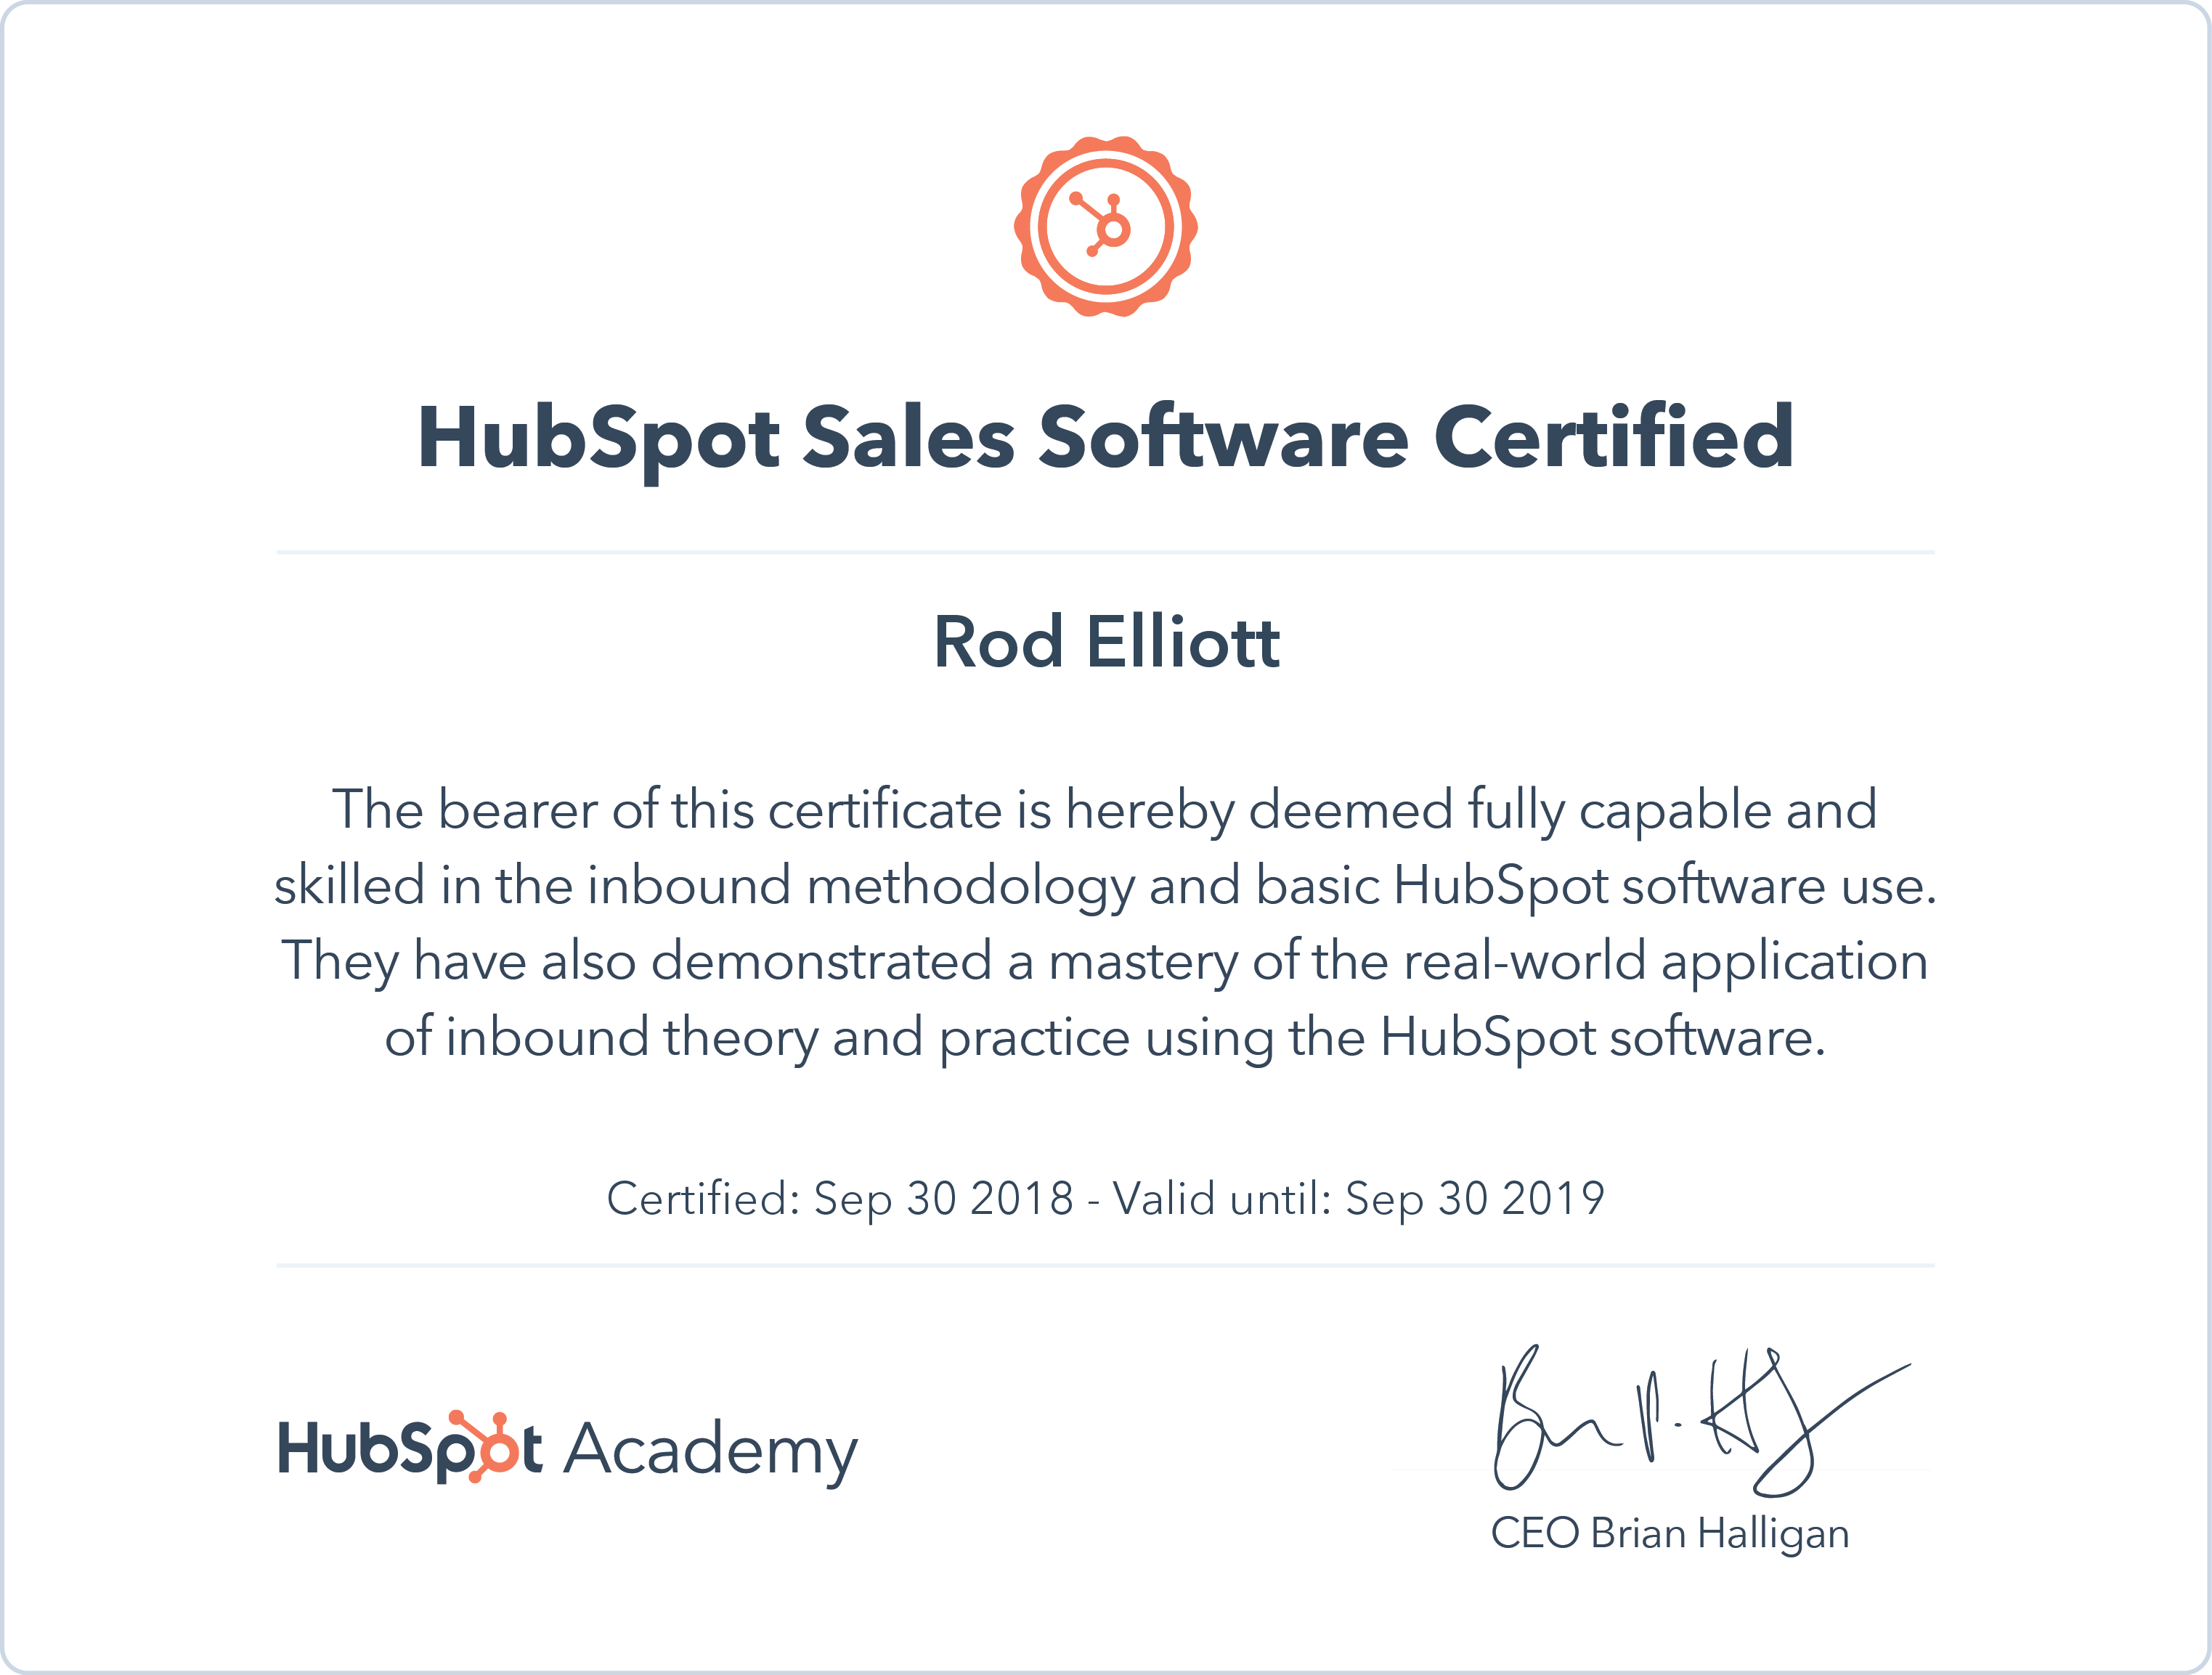 HubSpot Sales Software Certified
Rod Elliott
The bearer of this certificate is hereby deemed fully capable and
skilled in the inbound methodology and basic HubSpot software use.
They have also demonstrated a mastery of the real-world application
of inbound theory and practice using the HubSpot software.
Certified: Sep 30 2018 - Valid until: Sep 30 2019
HubSpot Academy
CEO Brian Halligan